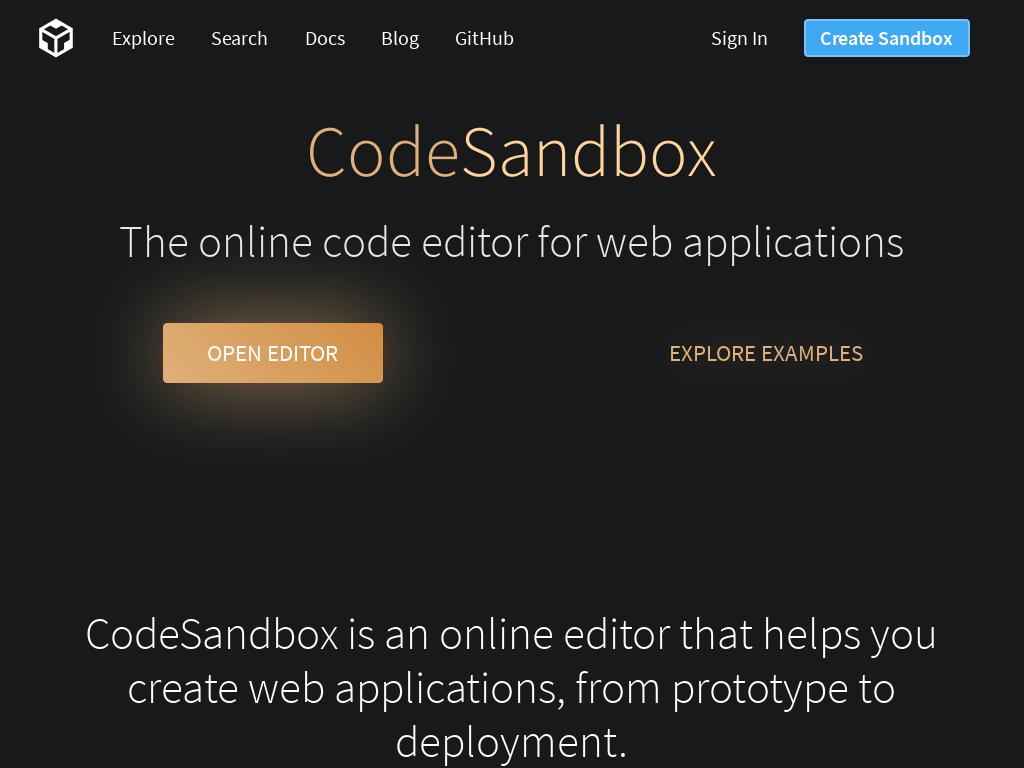 Explore Search Docs Blog GitHub Sign In Create Sandbox
CodeSandbox
The online code editor for web applications
OPEN EDITOR EXPLORE EXAMPLES
CodeSandbox is an online editor that helps you
create web applications, from prototype to
deployment.